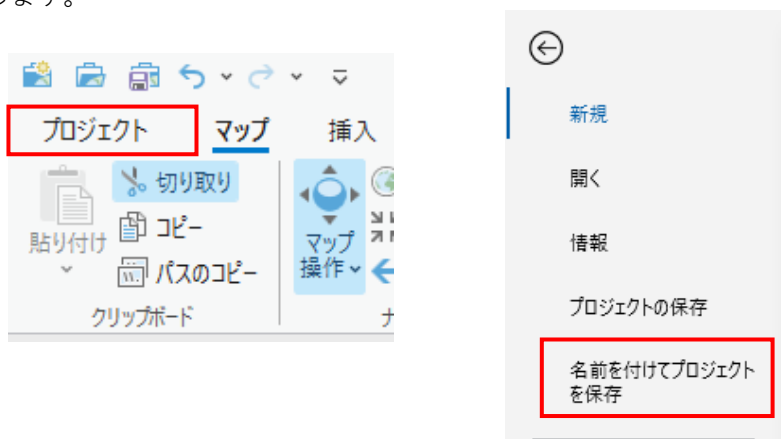 します。
プロジェクト マップ 挿入
切り取り
コピー
パスのコピー
貼り付け
クリップボード
マップ
操作
ナ
新規
開く
情報
プロジェクトの保存
名前を付けてプロジェクト
を保存